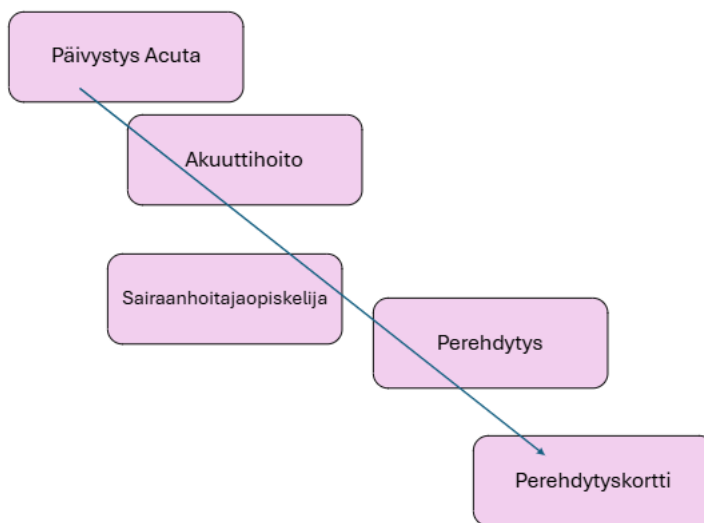 Päivystys Acuta
Akuuttihoito
Sairaanhoitajaopiskelija
Perehdytys
Perehdytyskortti